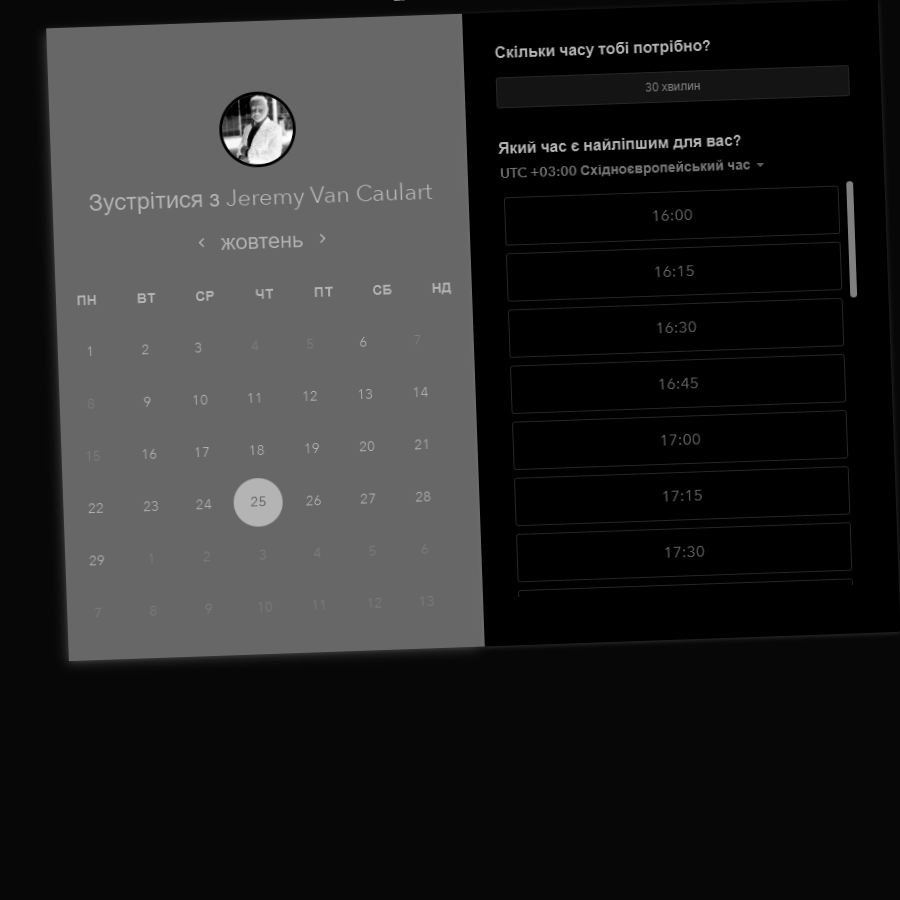 Зустрітися з Jeremy Van Caulart
‹ жовтень ›
ПН ВТ СР ЧТ ПТ СБ НД
1 2 3 4 5 6 7
8 9 10 11 12 13 14
15 16 17 18 19 20 21
22 23 24 25 26 27 28
29 1 2 3 4 5 6
7 8 9 10 11 12 13
Скільки часу тобі потрібно?
30 хвилин
Який час є найліпшим для вас?
UTC +03:00 Східноєвропейський час
16:00
16:15
16:30
16:45
17:00
17:15
17:30